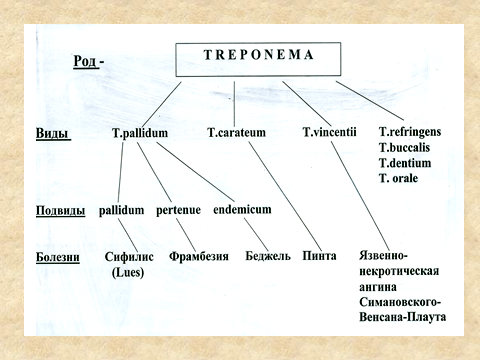 Род - TREPONEMA
Виды T.pallidum T.carateum T.vincentii T.refringens
T.buccalis
T.dentium
T. orale
Подвиды pallidum pertenue endemicum
Болезни Сифилис Фрамбезия Беджель Пинта Язвенно-
(Lues) некротическая
ангина
Симановского-
Венсана-Плаута